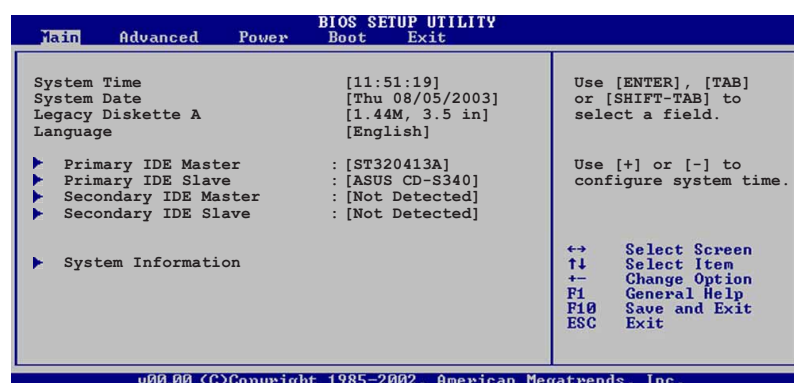 BIOS SETUP UTILITY
Main Advanced Power Boot Exit
System Time [11:51:19]
System Date [Thu 08/05/2003]
Legacy Diskette A [1.44M, 3.5 in]
Language [English]
Primary IDE Master : [ST320413A]
Primary IDE Slave : [ASUS CD-S340]
Secondary IDE Master : [Not Detected]
Secondary IDE Slave : [Not Detected]
System Information
Use [ENTER], [TAB]
or [SHIFT-TAB] to
select a field.
Use [+] or [-] to
configure system time.
←→ Select Screen
↑↓ Select Item
+- Change Option
F1 General Help
F10 Save and Exit
ESC Exit
v00.00 (C)Copyright 1985-2002, American Megatrends, Inc.